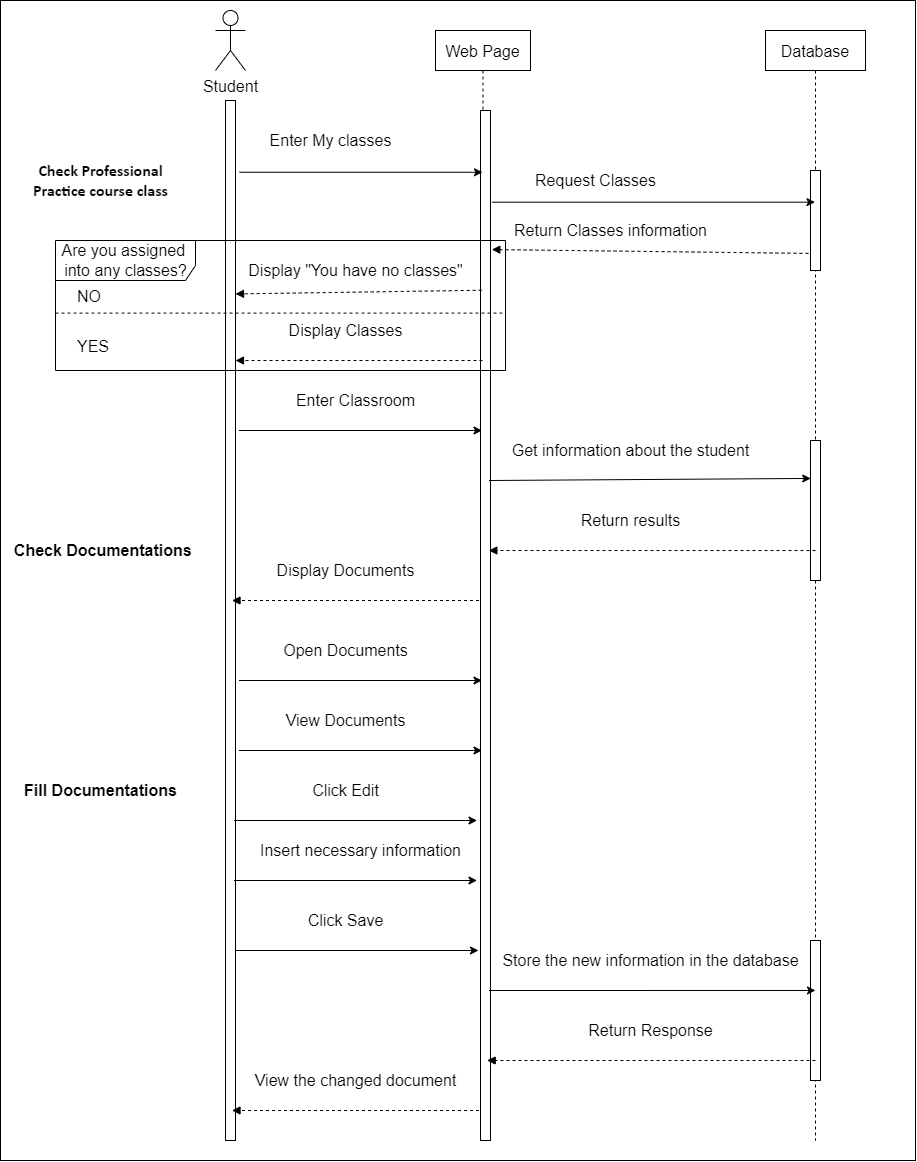 Student
Web Page
Database
Enter My classes
Check Professional
Practice course class
Request Classes
Return Classes information
Are you assigned
into any classes?
Display "You have no classes"
NO
Display Classes
YES
Enter Classroom
Get information about the student
Return results
Check Documentations
Display Documents
Open Documents
View Documents
Fill Documentations
Click Edit
Insert necessary information
Click Save
Store the new information in the database
Return Response
View the changed document